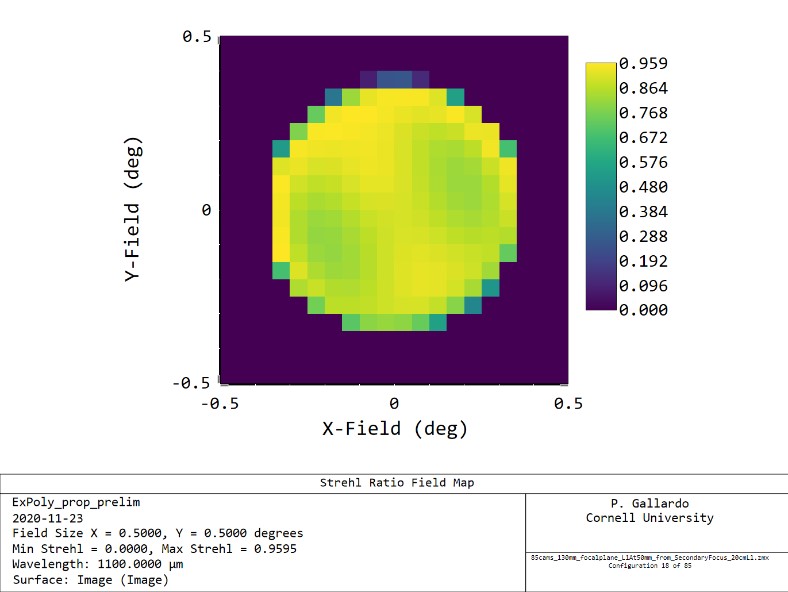 0.5
0
-0.5
Y-Field (deg)
-0.5 0 0.5
X-Field (deg)
0.959
0.864
0.768
0.672
0.576
0.480
0.384
0.288
0.192
0.096
0.000
Strehl Ratio Field Map
ExPoly_prop_prelim
2020-11-23
Field Size X = 0.5000, Y = 0.5000 degrees
Min Strehl = 0.0000, Max Strehl = 0.9595
Wavelength: 1100.0000 µm
Surface: Image (Image)
P. Gallardo
Cornell University
85cams_130mm_focalplane_L1At50mm_from_SecondaryFocus_20cmL1.zmx
Configuration 18 of 85